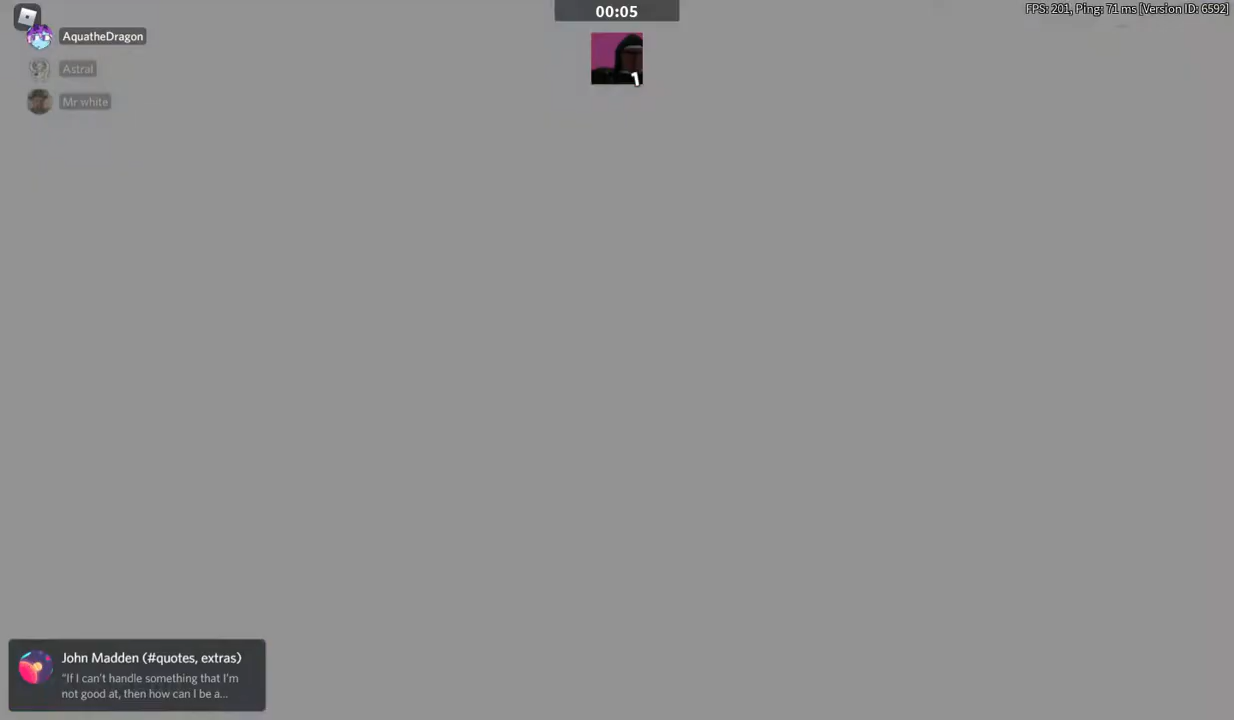 00:05
FPS: 201, Ping: 71 ms [Version ID: 6592]
AquatheDragon
1
Astral
Mr white
John Madden (#quotes, extras)
"If I can't handle something that I'm
not good at, then how can I be a...